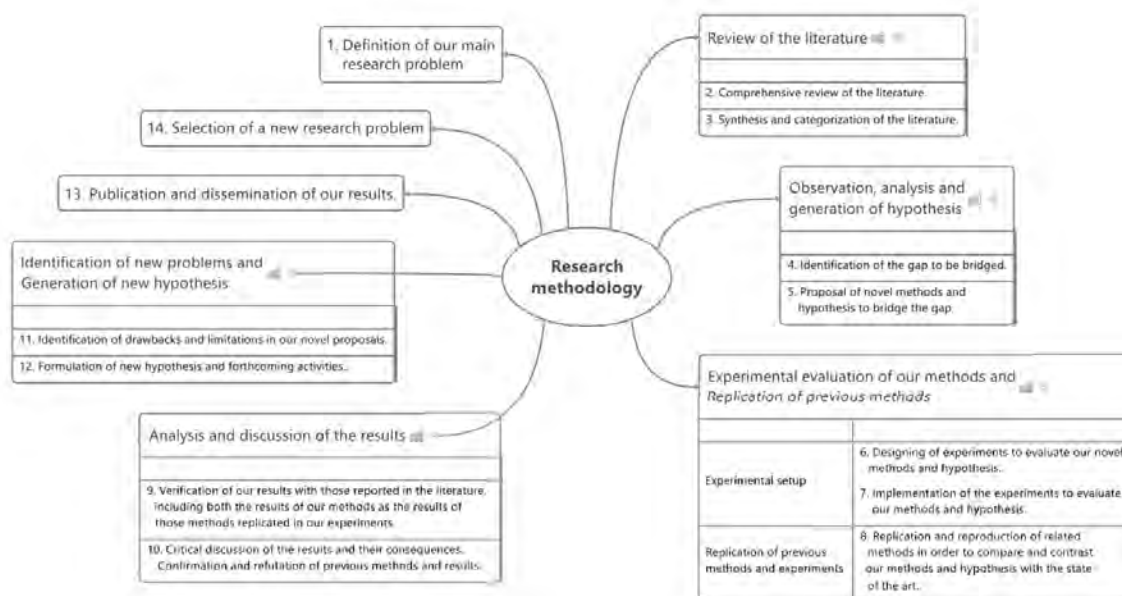 1. Definition of our main
research problem
Review of the literature
2. Comprehensive review of the literature.
3. Synthesis and categorization of the literature.
14. Selection of a new research problem
13. Publication and dissemination of our results.
Observation, analysis and
generation of hypothesis
4. Identification of the gap to be bridged.
5. Proposal of novel methods and
hypothesis to bridge the gap.
Research
methodology
Identification of new problems and
Generation of new hypothesis
11. Identification of drawbacks and limitations in our novel proposals.
12. Formulation of new hypothesis and forthcoming activities..
Experimental evaluation of our methods and
Replication of previous methods
Experimental setup
6. Designing of experiments to evaluate our novel
methods and hypothesis..
7. Implementation of the experiments to evaluate
our methods and hypothesis.
Replication of previous
methods and experiments
8. Replication and reproduction of related
methods in order to compare and contrast
our methods and hypothesis with the state
of the art..
Analysis and discussion of the results
9. Verification of our results with those reported in the literature,
including both the results of our methods as the results of
those methods replicated in our experiments.
10. Critical discussion of the results and their consequences.
Confirmation and refutation of previous methods and results.